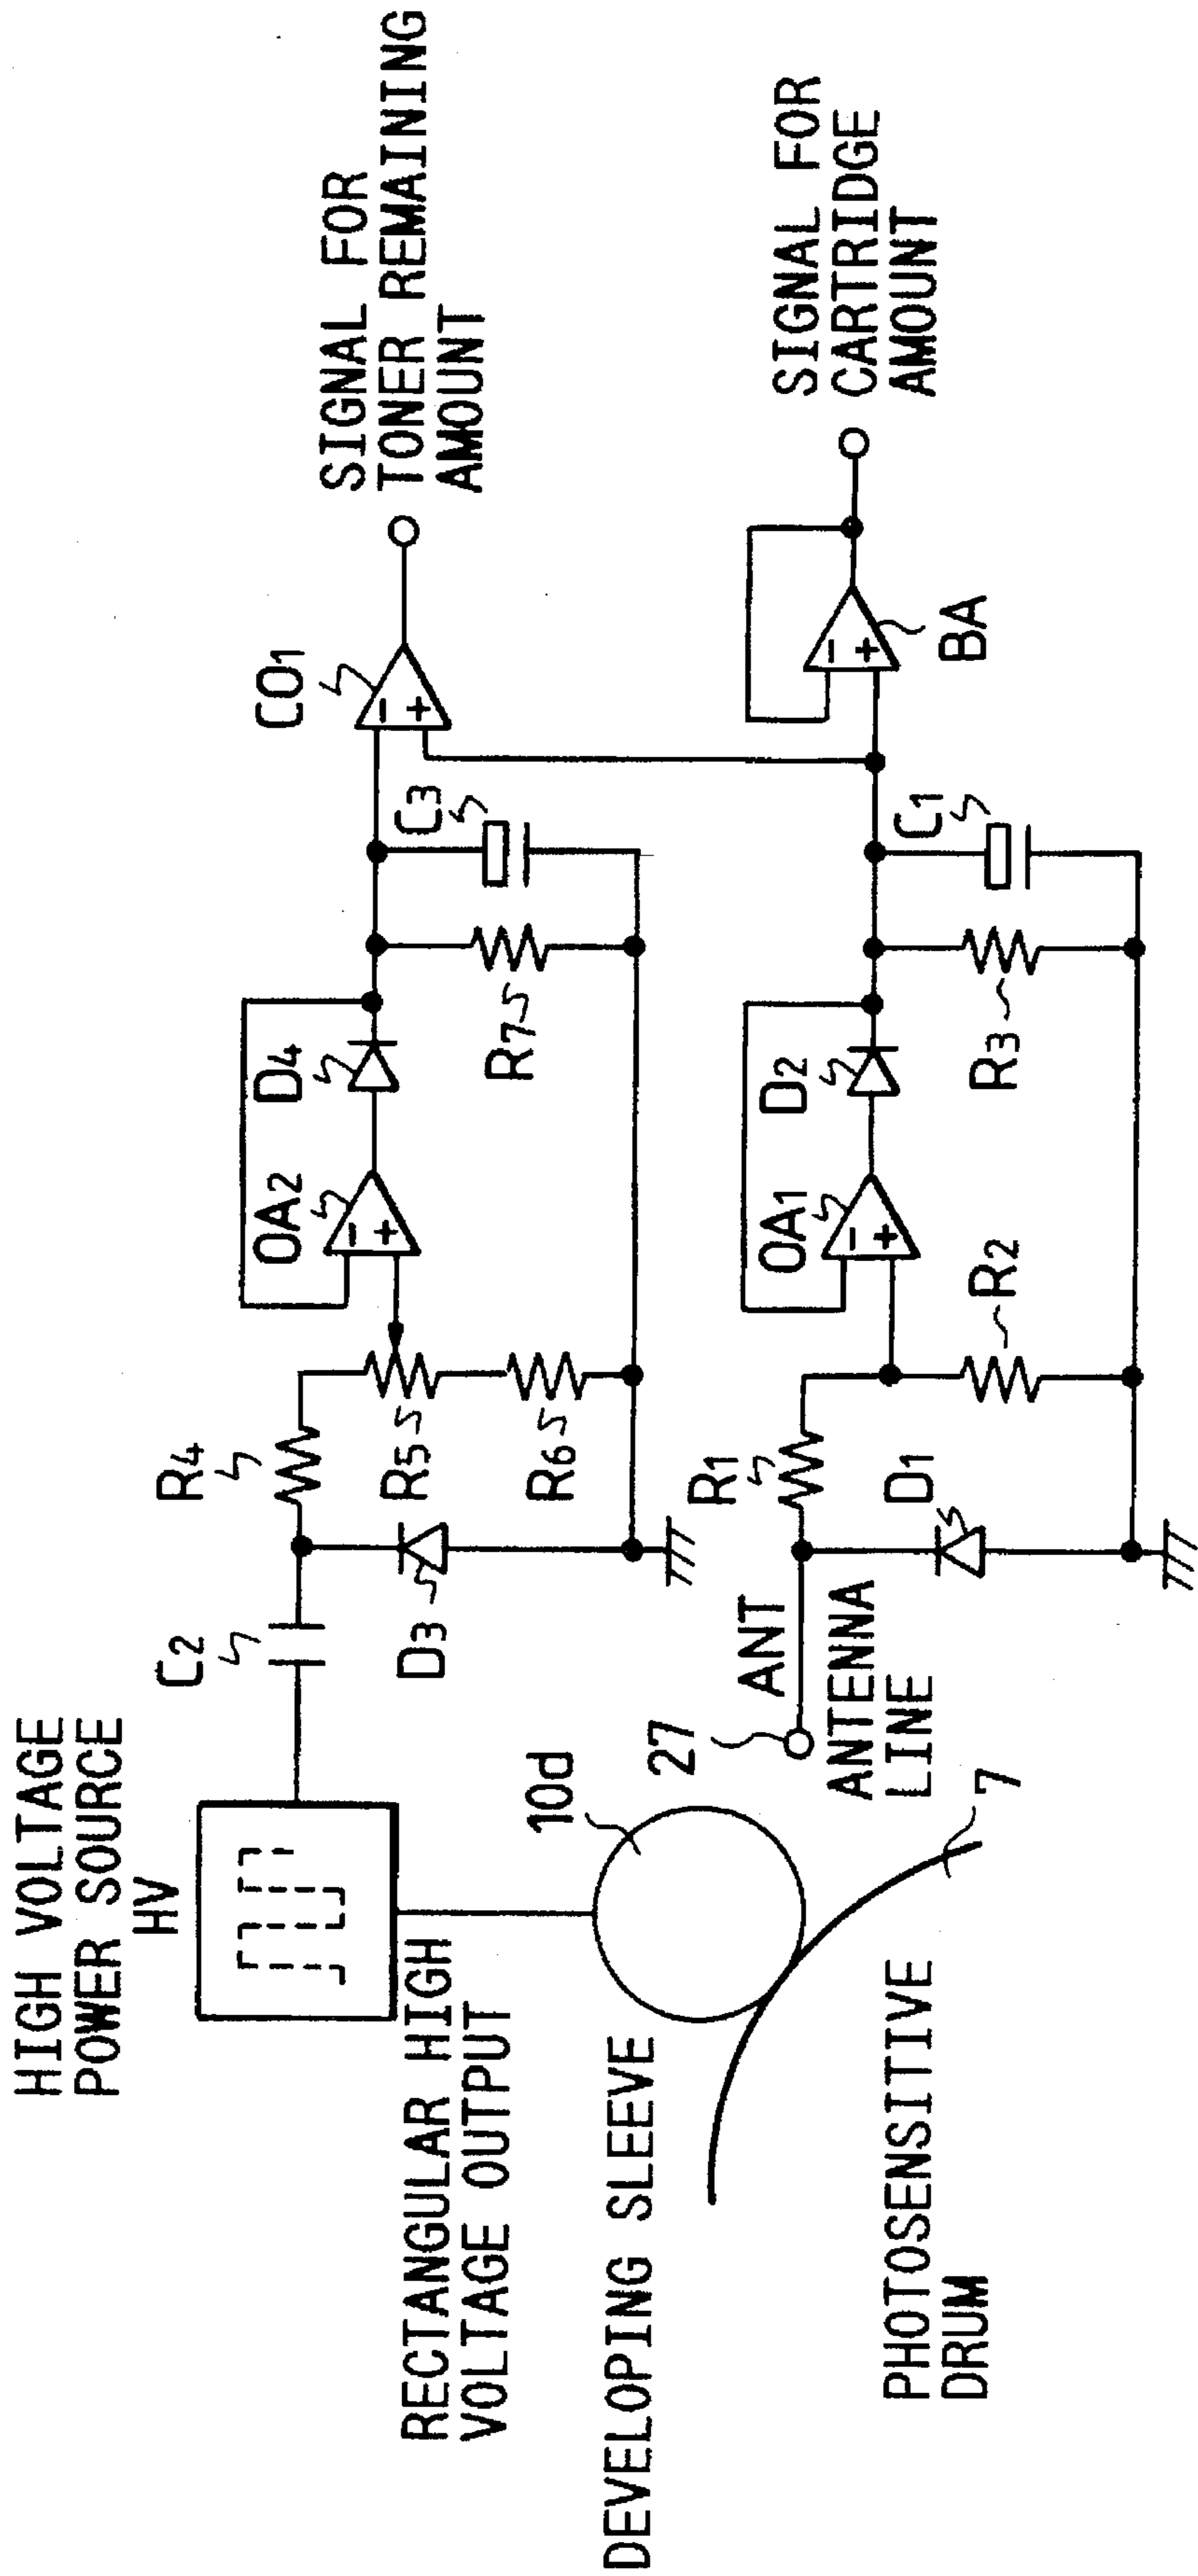 HIGH VOLTAGE
POWER SOURCE
HV
C2
R4
D3
R5
R6
OA2
D4
R7
C3
CO1
- +
- +
SIGNAL FOR
TONER REMAINING
AMOUNT
RECTANGULAR HIGH
VOLTAGE OUTPUT
10d
DEVELOPING SLEEVE
27
ANT
ANTENNA
LINE
7
PHOTOSENSITIVE
DRUM
R1
D1
R2
OA1
D2
R3
C1
- +
- +
BA
SIGNAL FOR
CARTRIDGE
AMOUNT